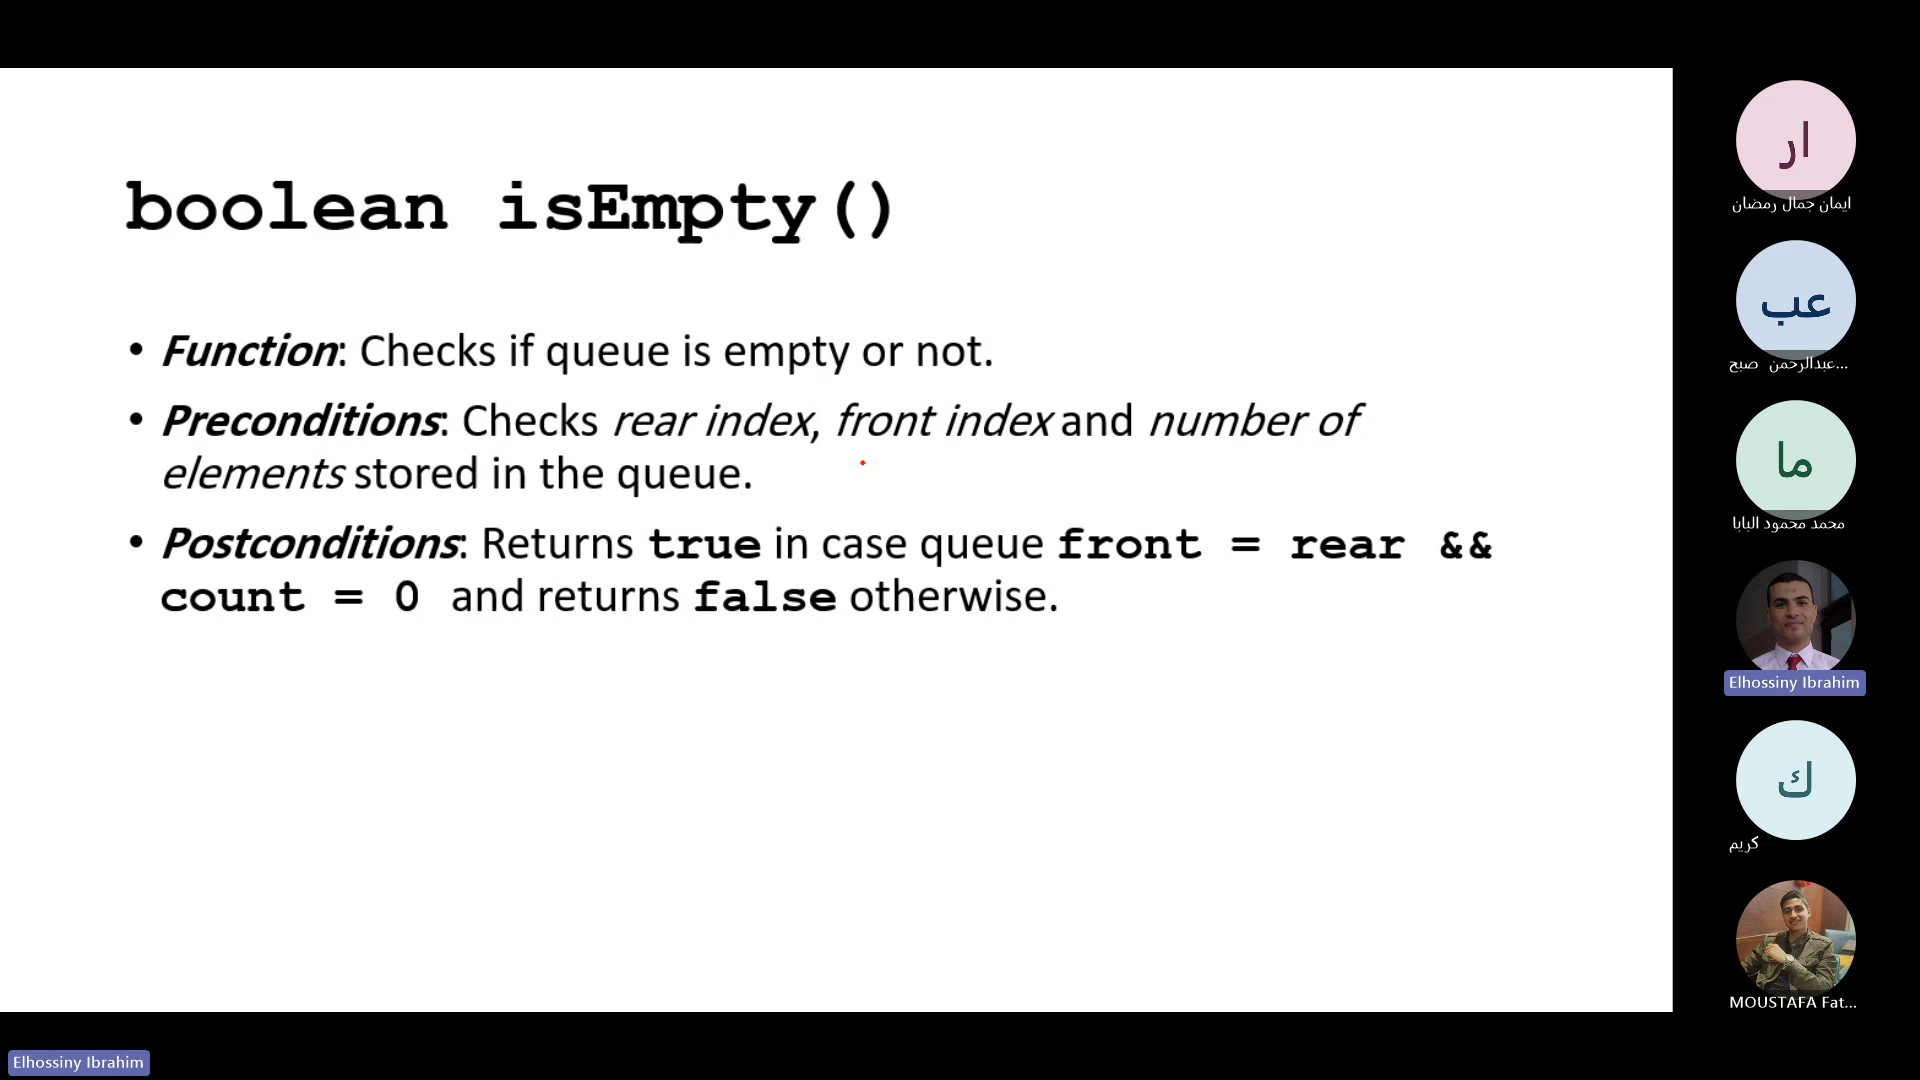 boolean isEmpty()
• Function: Checks if queue is empty or not.
• Preconditions: Checks rear index, front index and number of
elements stored in the queue.
• Postconditions: Returns true in case queue front = rear &&
count = 0 and returns false otherwise.
ار
ايمان جمال رمضان
عب
عبدالرحمن صبح...
ما
محمد محمود البابا
Elhossiny Ibrahim
ك
كريم
MOUSTAFA Fat...
Elhossiny Ibrahim